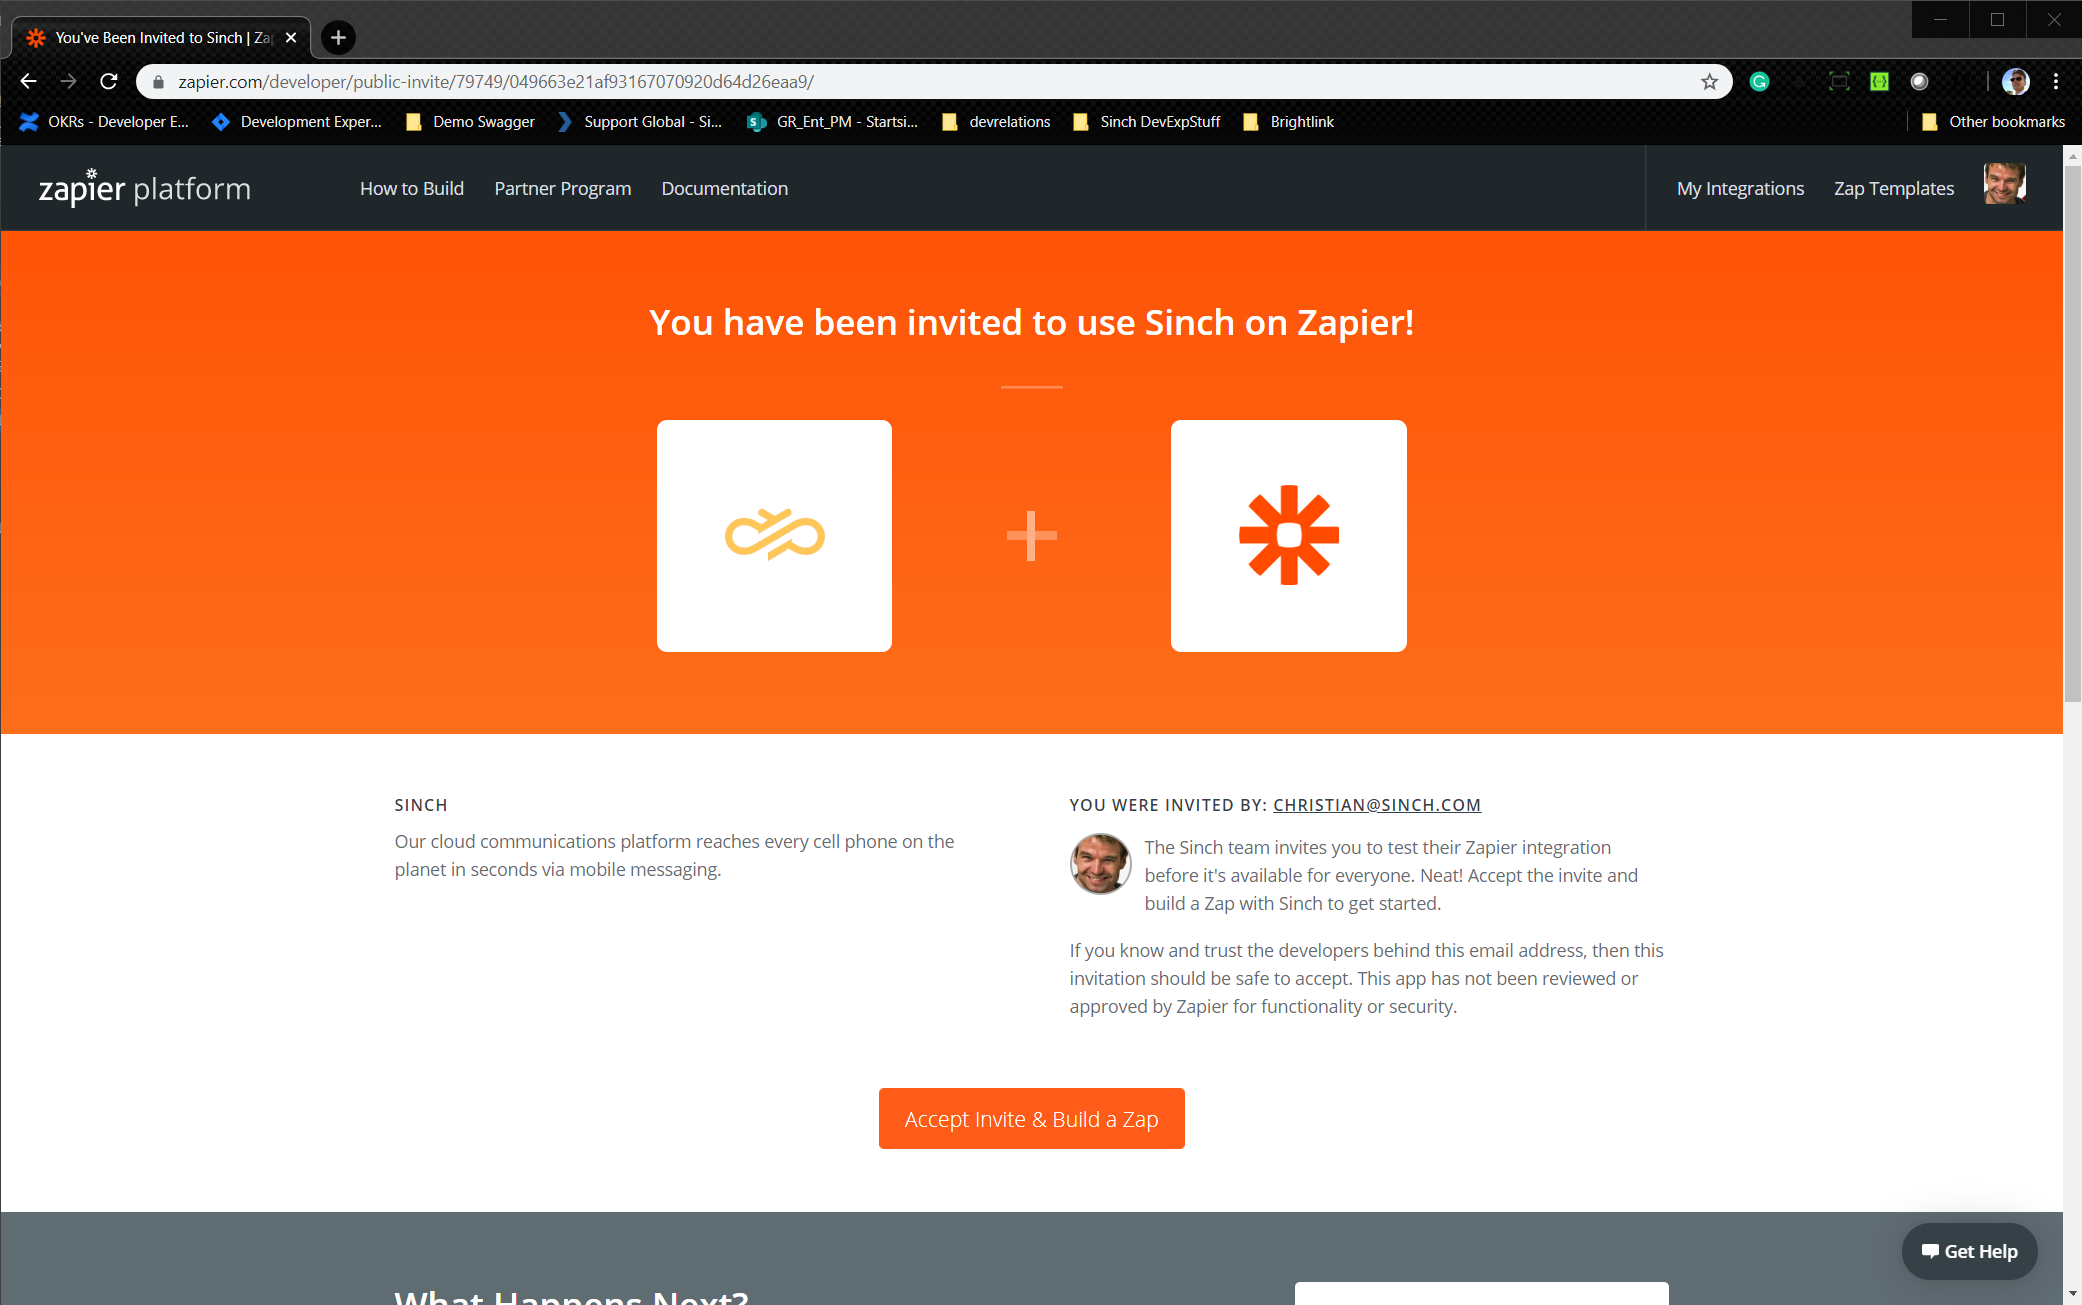 You've Been Invited to Sinch | Za
zapier.com/developer/public-invite/79749/049663e21af93167070920d64d26eaa9/
OKRs - Developer E... Development Exper... Demo Swagger Support Global - Si... GR_Ent_PM - Startsi... devrelations Sinch DevExpStuff Brightlink Other bookmarks
zapier platform How to Build Partner Program Documentation My Integrations Zap Templates
You have been invited to use Sinch on Zapier!
SINCH
Our cloud communications platform reaches every cell phone on the
planet in seconds via mobile messaging.
YOU WERE INVITED BY: CHRISTIAN@SINCH.COM
The Sinch team invites you to test their Zapier integration
before it's available for everyone. Neat! Accept the invite and
build a Zap with Sinch to get started.
If you know and trust the developers behind this email address, then this
invitation should be safe to accept. This app has not been reviewed or
approved by Zapier for functionality or security.
Accept Invite & Build a Zap
Get Help
What Happens Next?